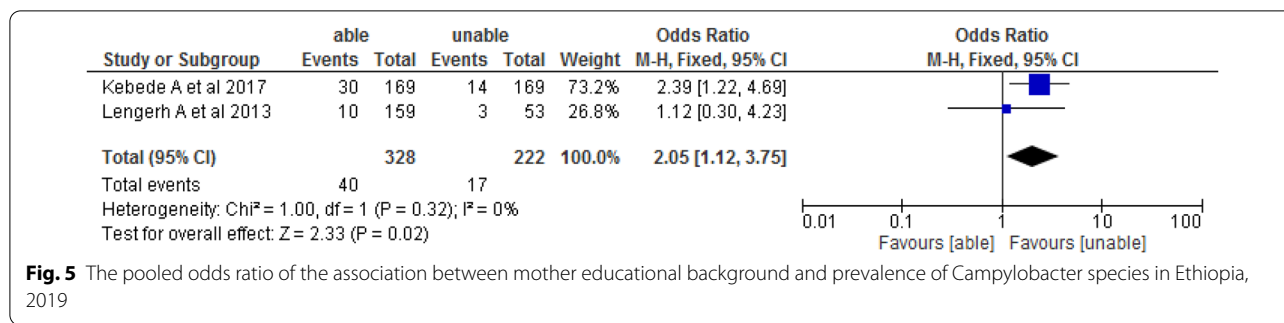 able unable Odds Ratio Odds Ratio
Study or Subgroup Events Total Events Total Weight M-H, Fixed, 95% CI M-H, Fixed, 95% CI
Kebede A et al 2017 30 169 14 169 73.2% 2.39 [1.22, 4.69]
Lengerh A et al 2013 10 159 3 53 26.8% 1.12 [0.30, 4.23]
Total (95% CI) 328 222 100.0% 2.05 [1.12, 3.75]
Total events 40 17
Heterogeneity: Chi² = 1.00, df = 1 (P = 0.32); I² = 0%
Test for overall effect: Z = 2.33 (P = 0.02)
0.01 0.1 1 10 100
Favours [able] Favours [unable]
Fig. 5 The pooled odds ratio of the association between mother educational background and prevalence of Campylobacter species in Ethiopia,
2019